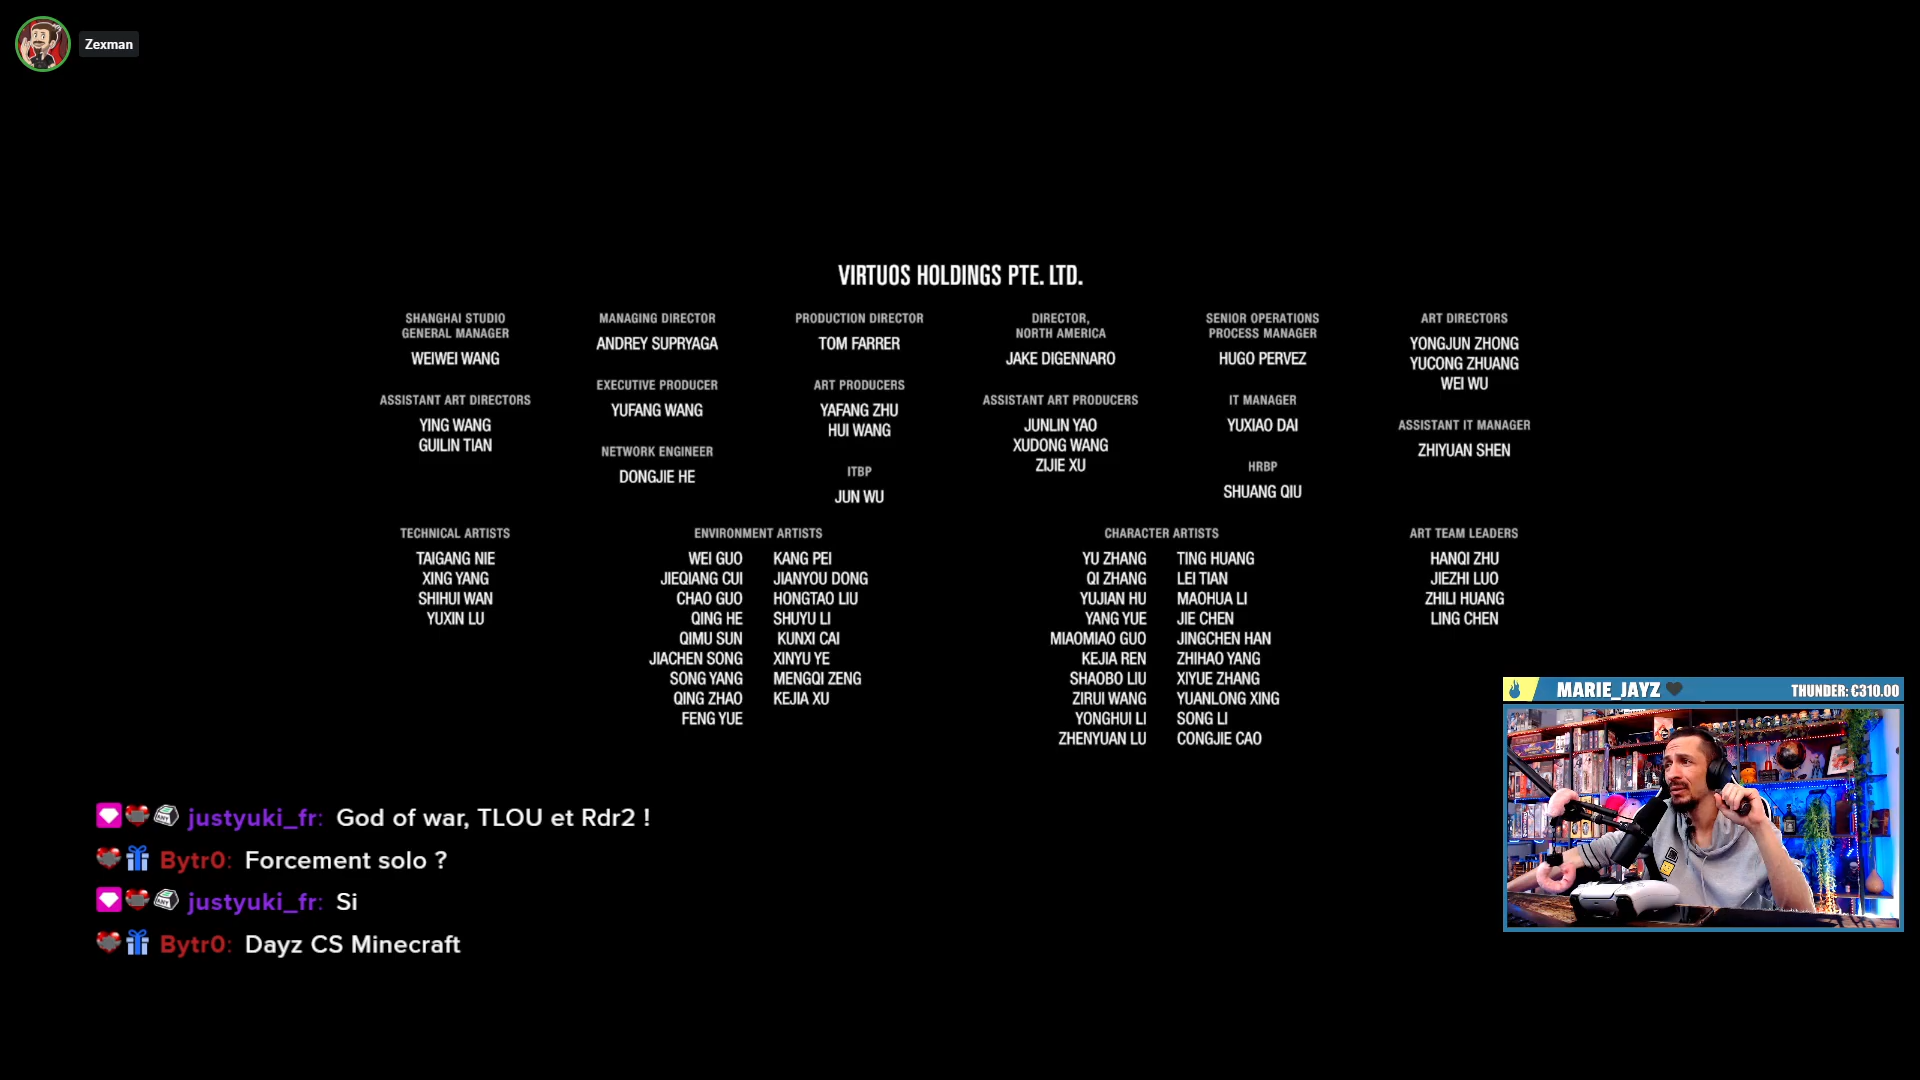 Zexman
VIRTUOS HOLDINGS PTE. LTD.
SHANGHAI STUDIO
GENERAL MANAGER
WEIWEI WANG
MANAGING DIRECTOR
ANDREY SUPRYAGA
PRODUCTION DIRECTOR
TOM FARRER
DIRECTOR,
NORTH AMERICA
JAKE DIGENNARO
SENIOR OPERATIONS
PROCESS MANAGER
HUGO PERVEZ
ART DIRECTORS
YONGJUN ZHONG
YUCONG ZHUANG
WEI WU
ASSISTANT ART DIRECTORS
YING WANG
GUILIN TIAN
EXECUTIVE PRODUCER
YUFANG WANG
ART PRODUCERS
YAFANG ZHU
HUI WANG
ASSISTANT ART PRODUCERS
JUNLIN YAO
XUDONG WANG
ZIJIE XU
IT MANAGER
YUXIAO DAI
ASSISTANT IT MANAGER
ZHIYUAN SHEN
NETWORK ENGINEER
DONGJIE HE
ITBP
JUN WU
HRBP
SHUANG QIU
TECHNICAL ARTISTS
TAIGANG NIE
XING YANG
SHIHUI WAN
YUXIN LU
ENVIRONMENT ARTISTS
WEI GUO KANG PEI
JIEQIANG CUI JIANYOU DONG
CHAO GUO HONGTAO LIU
QING HE SHUYU LI
QIMU SUN KUNXI CAI
JIACHEN SONG XINYU YE
SONG YANG MENGQI ZENG
QING ZHAO KEJIA XU
FENG YUE
CHARACTER ARTISTS
YU ZHANG TING HUANG
QI ZHANG LEI TIAN
YUJIAN HU MAOHUA LI
YANG YUE JIE CHEN
MIAOMIAO GUO JINGCHEN HAN
KEJIA REN ZHIHAO YANG
SHAOBO LIU XIYUE ZHANG
ZIRUI WANG YUANLONG XING
YONGHUI LI SONG LI
ZHENYUAN LU CONGJIE CAO
ART TEAM LEADERS
HANQI ZHU
JIEZHI LUO
ZHILI HUANG
LING CHEN
MARIE_JAYZ THUNDER: €310.00
justyuki_fr: God of war, TLOU et Rdr2 !
Bytr0: Forcement solo ?
justyuki_fr: Si
Bytr0: Dayz CS Minecraft